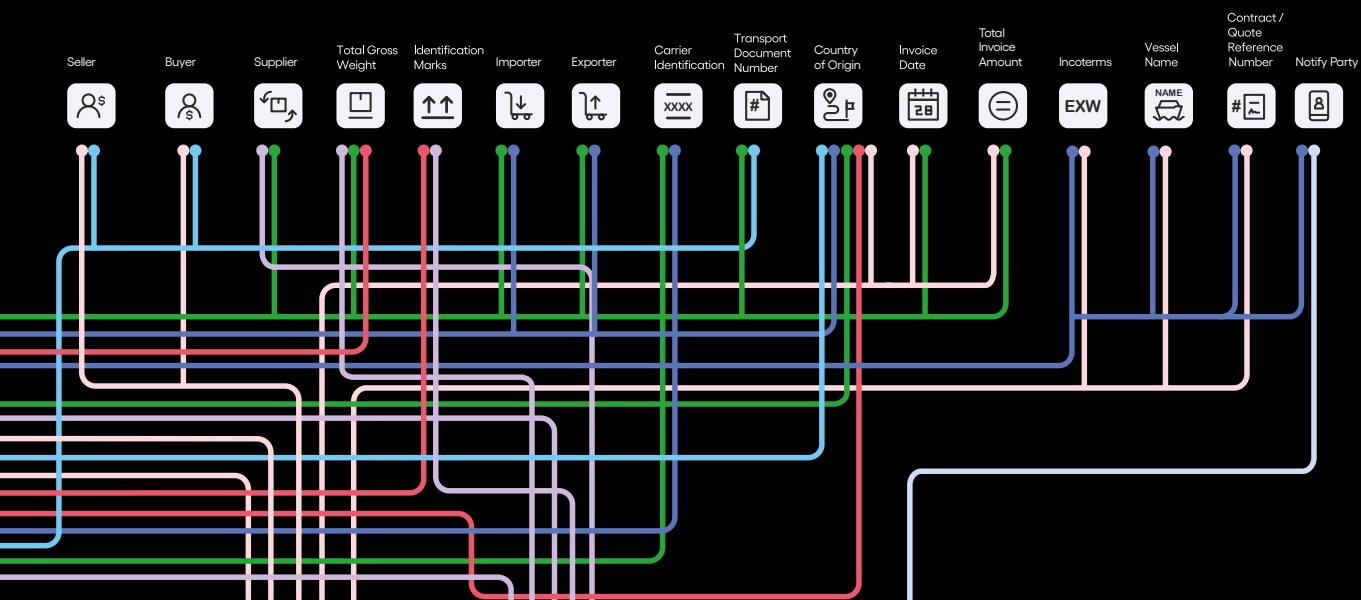 Seller
Buyer
Supplier
Total Gross
Weight
Identification
Marks
Importer
Exporter
Carrier
Identification
Transport
Document
Number
Country
of Origin
Invoice
Date
Total
Invoice
Amount
Incoterms
Vessel
Name
Contract /
Quote
Reference
Number
Notify Party
$
$
XXXX
#
28
EXW
NAME
#